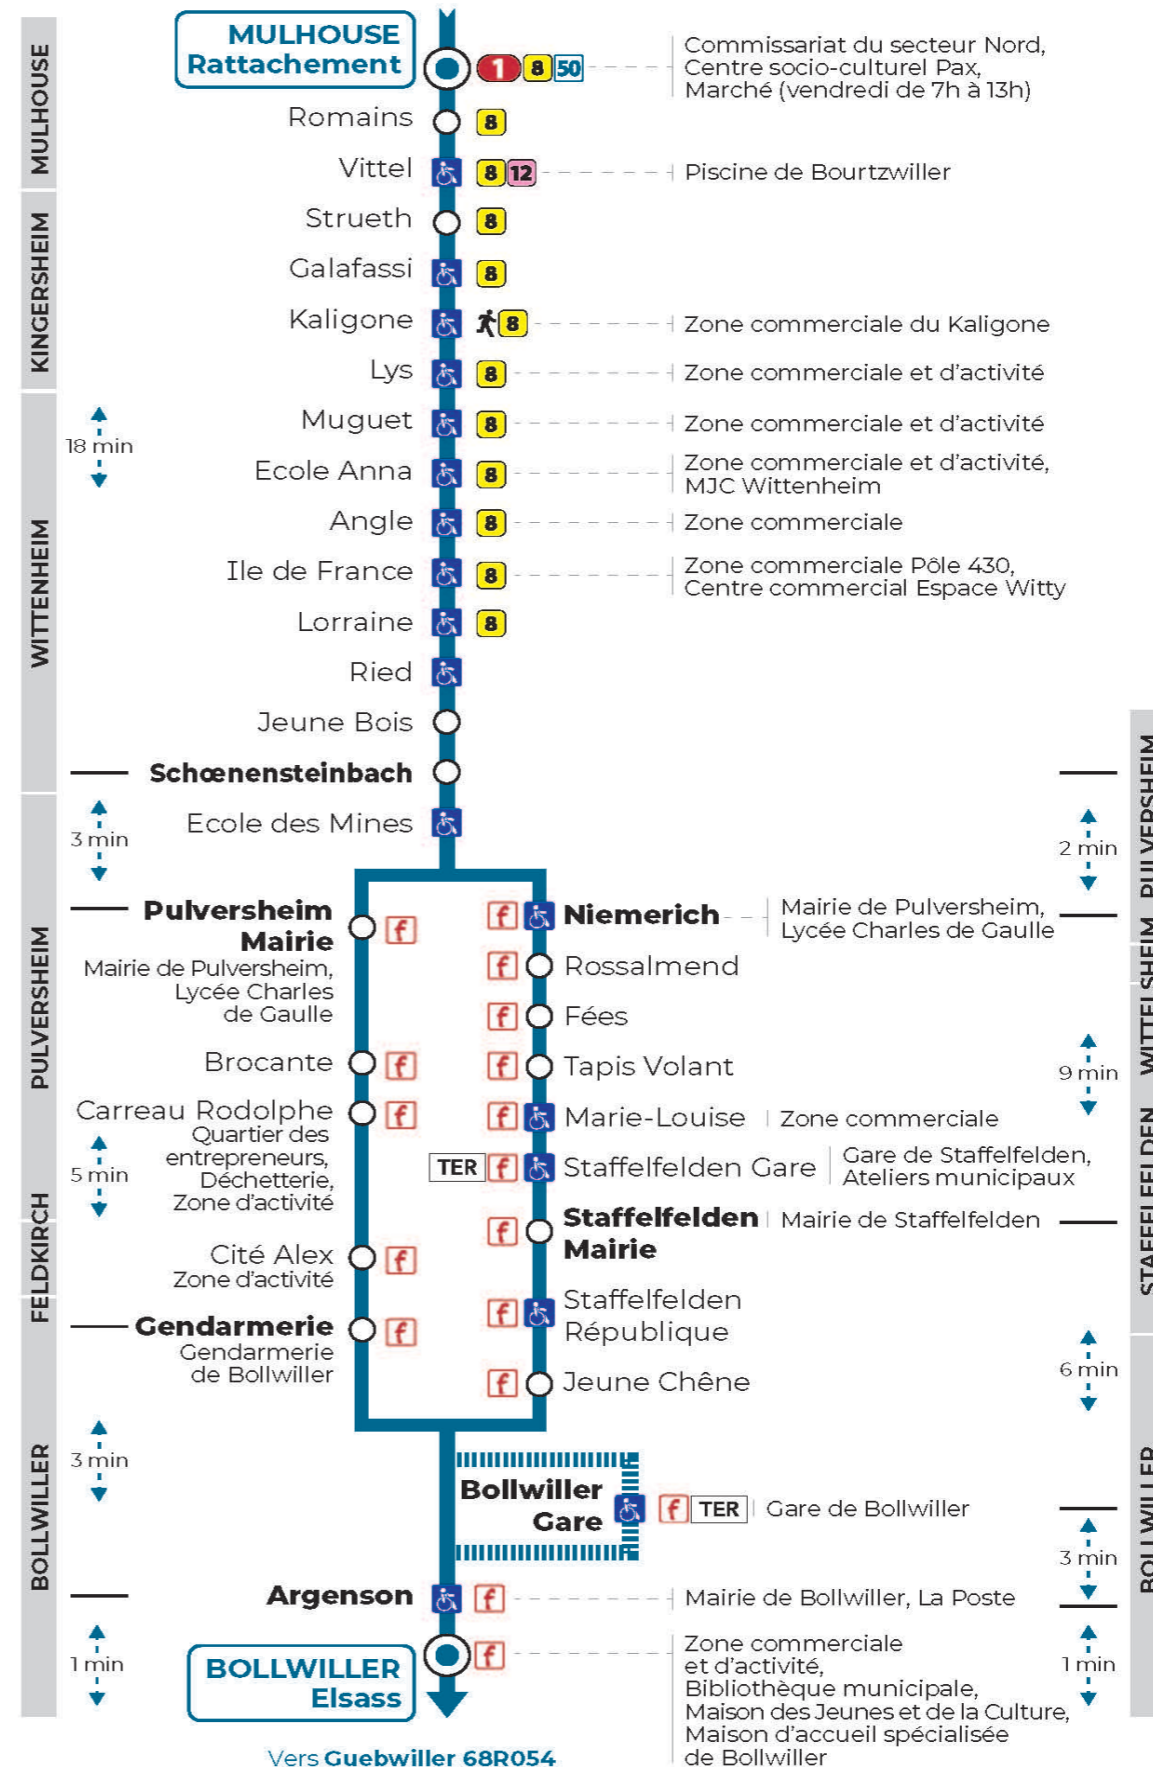 MULHOUSE
Rattachement
1 8 50
Commissariat du secteur Nord,
Centre socio-culturel Pax,
Marché (vendredi de 7h à 13h)
MULHOUSE
Romains
8
Vittel
8 12
Piscine de Bourtzwiller
KINGERSHEIM
Strueth
8
Galafassi
8
Kaligone
8
Zone commerciale du Kaligone
Lys
8
Zone commerciale et d'activité
WITTENHEIM
18 min
Muguet
8
Zone commerciale et d'activité
Ecole Anna
8
Zone commerciale et d'activité,
MJC Wittenheim
Angle
8
Zone commerciale
Ile de France
8
Zone commerciale Pôle 430,
Centre commercial Espace Witty
Lorraine
8
Ried
Jeune Bois
Schœnensteinbach
PULVERSHEIM
3 min
Ecole des Mines
Pulversheim
Mairie
f
Mairie de Pulversheim,
Lycée Charles
de Gaulle
Brocante
f
Carreau Rodolphe
f
Quartier des
entrepreneurs,
Déchetterie,
Zone d'activité
5 min
FELDKIRCH
Cité Alex
f
Zone d'activité
BOLLWILLER
Gendarmerie
f
Gendarmerie
de Bollwiller
3 min
PULVERSHEIM
2 min
f
Niemerich
Mairie de Pulversheim,
Lycée Charles de Gaulle
WITTELSHEIM
f
Rossalmend
f
Fées
f
Tapis Volant
9 min
STAFFELFELDEN
f
Marie-Louise
Zone commerciale
TER f
Staffelfelden Gare
Gare de Staffelfelden,
Ateliers municipaux
f
Staffelfelden
Mairie
Mairie de Staffelfelden
f
Staffelfelden
République
f
Jeune Chêne
6 min
BOLLWILLER
Bollwiller
Gare
f TER
Gare de Bollwiller
3 min
Argenson
f
Mairie de Bollwiller, La Poste
1 min
1 min
BOLLWILLER
Elsass
f
Zone commerciale
et d'activité,
Bibliothèque municipale,
Maison des Jeunes et de la Culture,
Maison d'accueil spécialisée
de Bollwiller
Vers Guebwiller 68R054